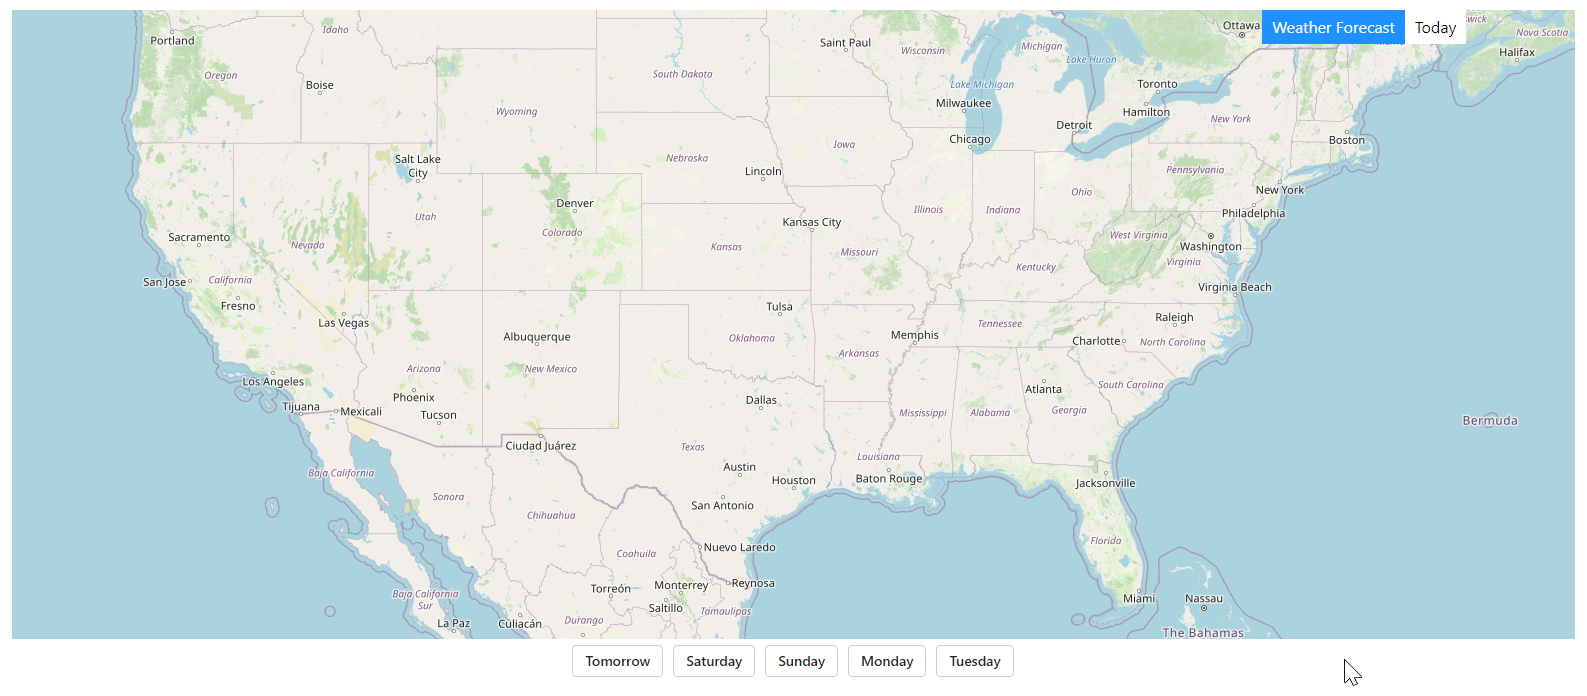 Idaho
Ottawa
Weather Forecast
Today
Nova Scotia
Portland
Saint Paul
Wisconsin
Michigan
Halifax
Oregon
South Dakota
Lake Huron
Boise
Lake Michigan
Toronto
Wyoming
Milwaukee
Hamilton
New York
Detroit
Chicago
Iowa
Boston
Salt Lake
City
Nebraska
Lincoln
Pennsylvania
Ohio
New York
Denver
Utah
Kansas City
Illinois
Indiana
Philadelphia
Sacramento
Nevada
Colorado
Kansas
Missouri
West Virginia
Washington
Virginia
Kentucky
San Jose
California
Virginia Beach
Fresno
Tulsa
Las Vegas
Raleigh
Tennessee
Albuquerque
Oklahoma
Memphis
Charlotte
North Carolina
Arkansas
Arizona
New Mexico
Los Angeles
South Carolina
Atlanta
Phoenix
Dallas
Tijuana
Mexicali
Tucson
Mississippi
Alabama
Georgia
Bermuda
Ciudad Juárez
Texas
Louisiana
Baja California
Austin
Houston
Baton Rouge
Jacksonville
Sonora
San Antonio
Chihuahua
Florida
Nuevo Laredo
Coahuila
Torreón
Monterrey
Reynosa
Baja California
Sur
Saltillo
Tamaulipas
Miami
Nassau
La Paz
Culiacán
Durango
The Bahamas
Tomorrow
Saturday
Sunday
Monday
Tuesday